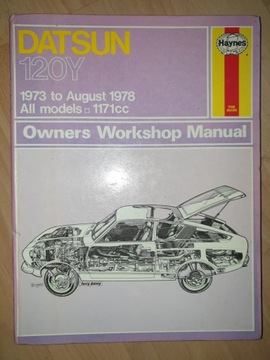 DATSUN
120Y
Haynes
1973 to August 1978
All models □ 1171cc
Owners Workshop Manual